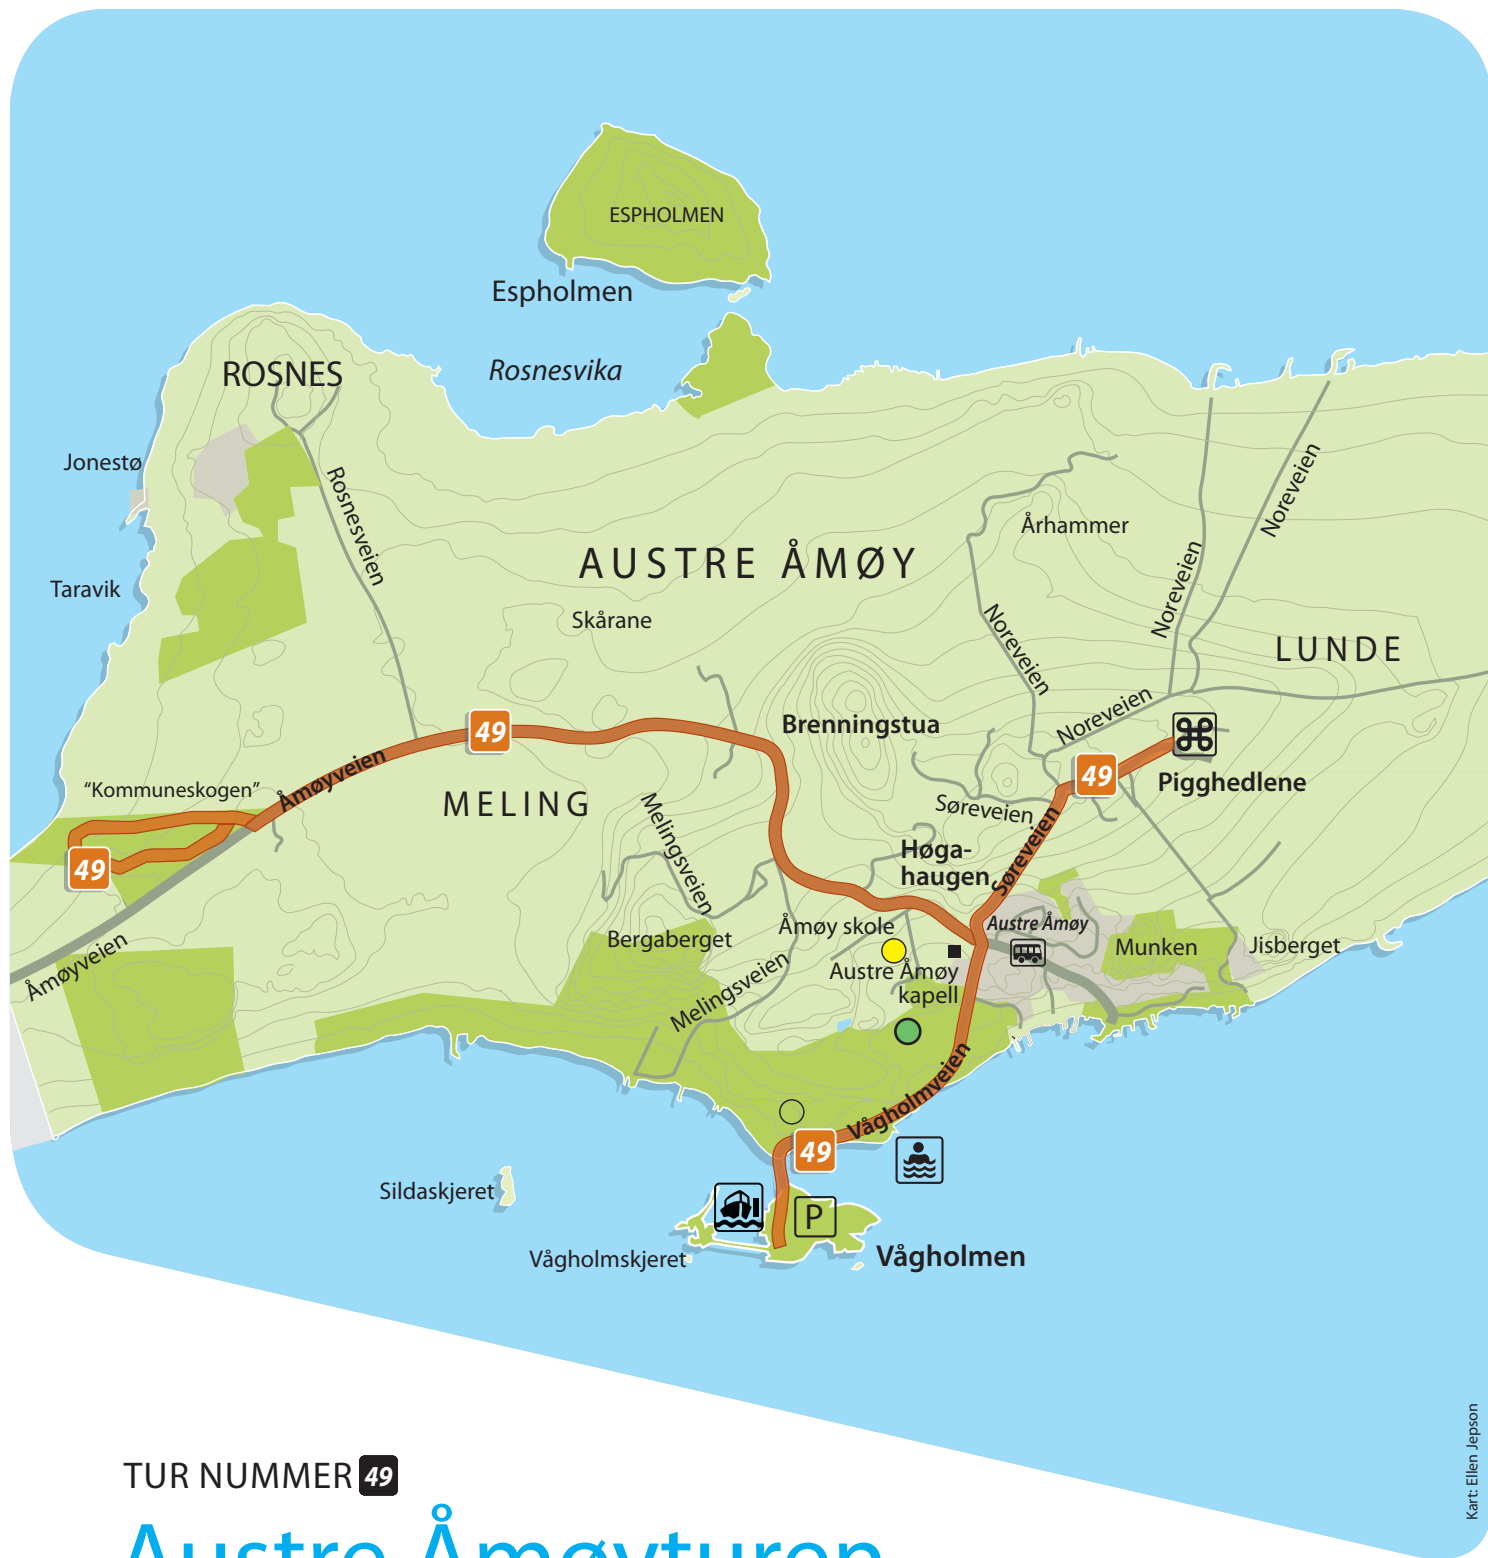 ESPHOLMEN
Espholmen
Rosnesvika
ROSNES
Jonestø
Rosnesveien
Taravik
AUSTRE ÅMØY
Skårane
Århammer
Noreveien
Noreveien
Noreveien
LUNDE
Noreveien
Brenningstua
49
Åmøyveien
"Kommuneskogen"
MELING
49
Pigghedlene
Søreveien
Søreveien
Melingsveien
Høga-
haugen
49
Åmøy skole
Austre Åmøy
Bergaberget
Munken
Jisberget
Åmøyveien
Austre Åmøy
kapell
Melingsveien
Vågholmveien
49
Sildaskjeret
P
Vågholmskjeret
Vågholmen
Kart: Ellen Jepson
TUR NUMMER 49
Austre Åmøyturen